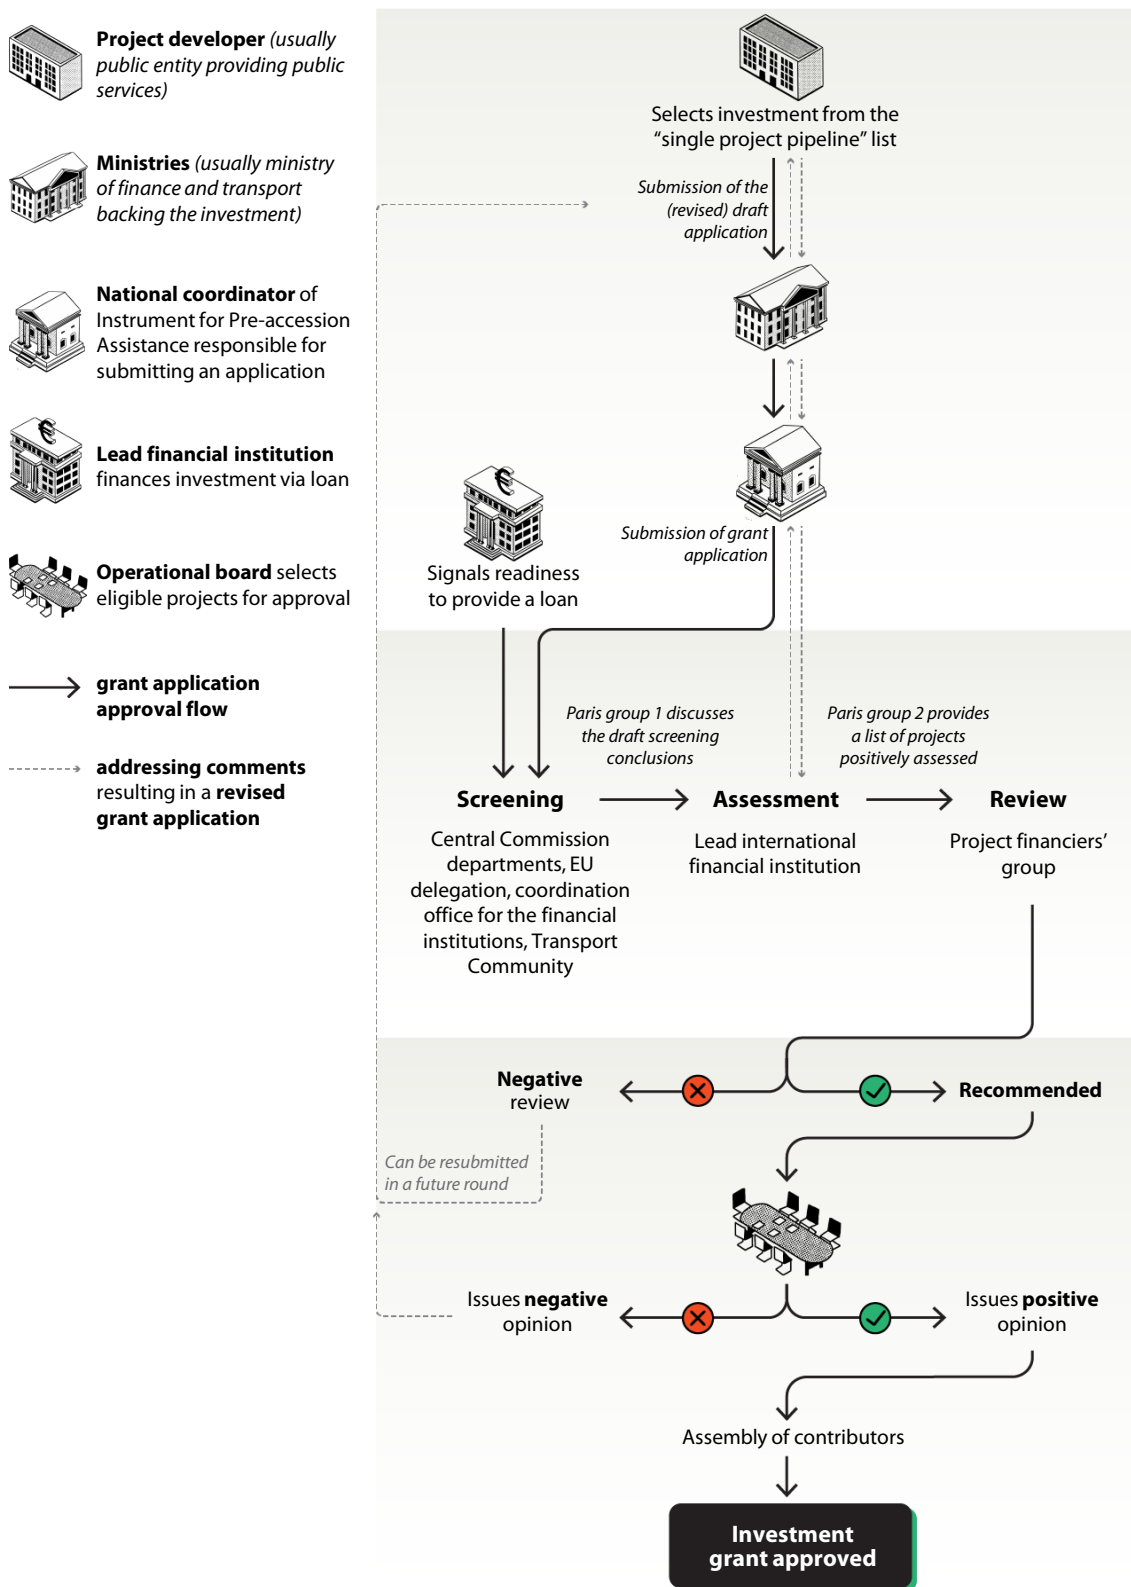 Project developer (usually
public entity providing public
services)
Ministries (usually ministry
of finance and transport
backing the investment)
National coordinator of
Instrument for Pre-accession
Assistance responsible for
submitting an application
Lead financial institution
finances investment via loan
Operational board selects
eligible projects for approval
grant application
approval flow
addressing comments
resulting in a revised
grant application
Selects investment from the
“single project pipeline” list
Submission of the
(revised) draft
application
Submission of grant
application
Signals readiness
to provide a loan
Paris group 1 discusses
the draft screening
conclusions
Paris group 2 provides
a list of projects
positively assessed
Screening
Central Commission
departments, EU
delegation, coordination
office for the financial
institutions, Transport
Community
Assessment
Lead international
financial institution
Review
Project financiers’
group
Negative
review
Recommended
Can be resubmitted
in a future round
Issues negative
opinion
Issues positive
opinion
Assembly of contributors
Investment
grant approved